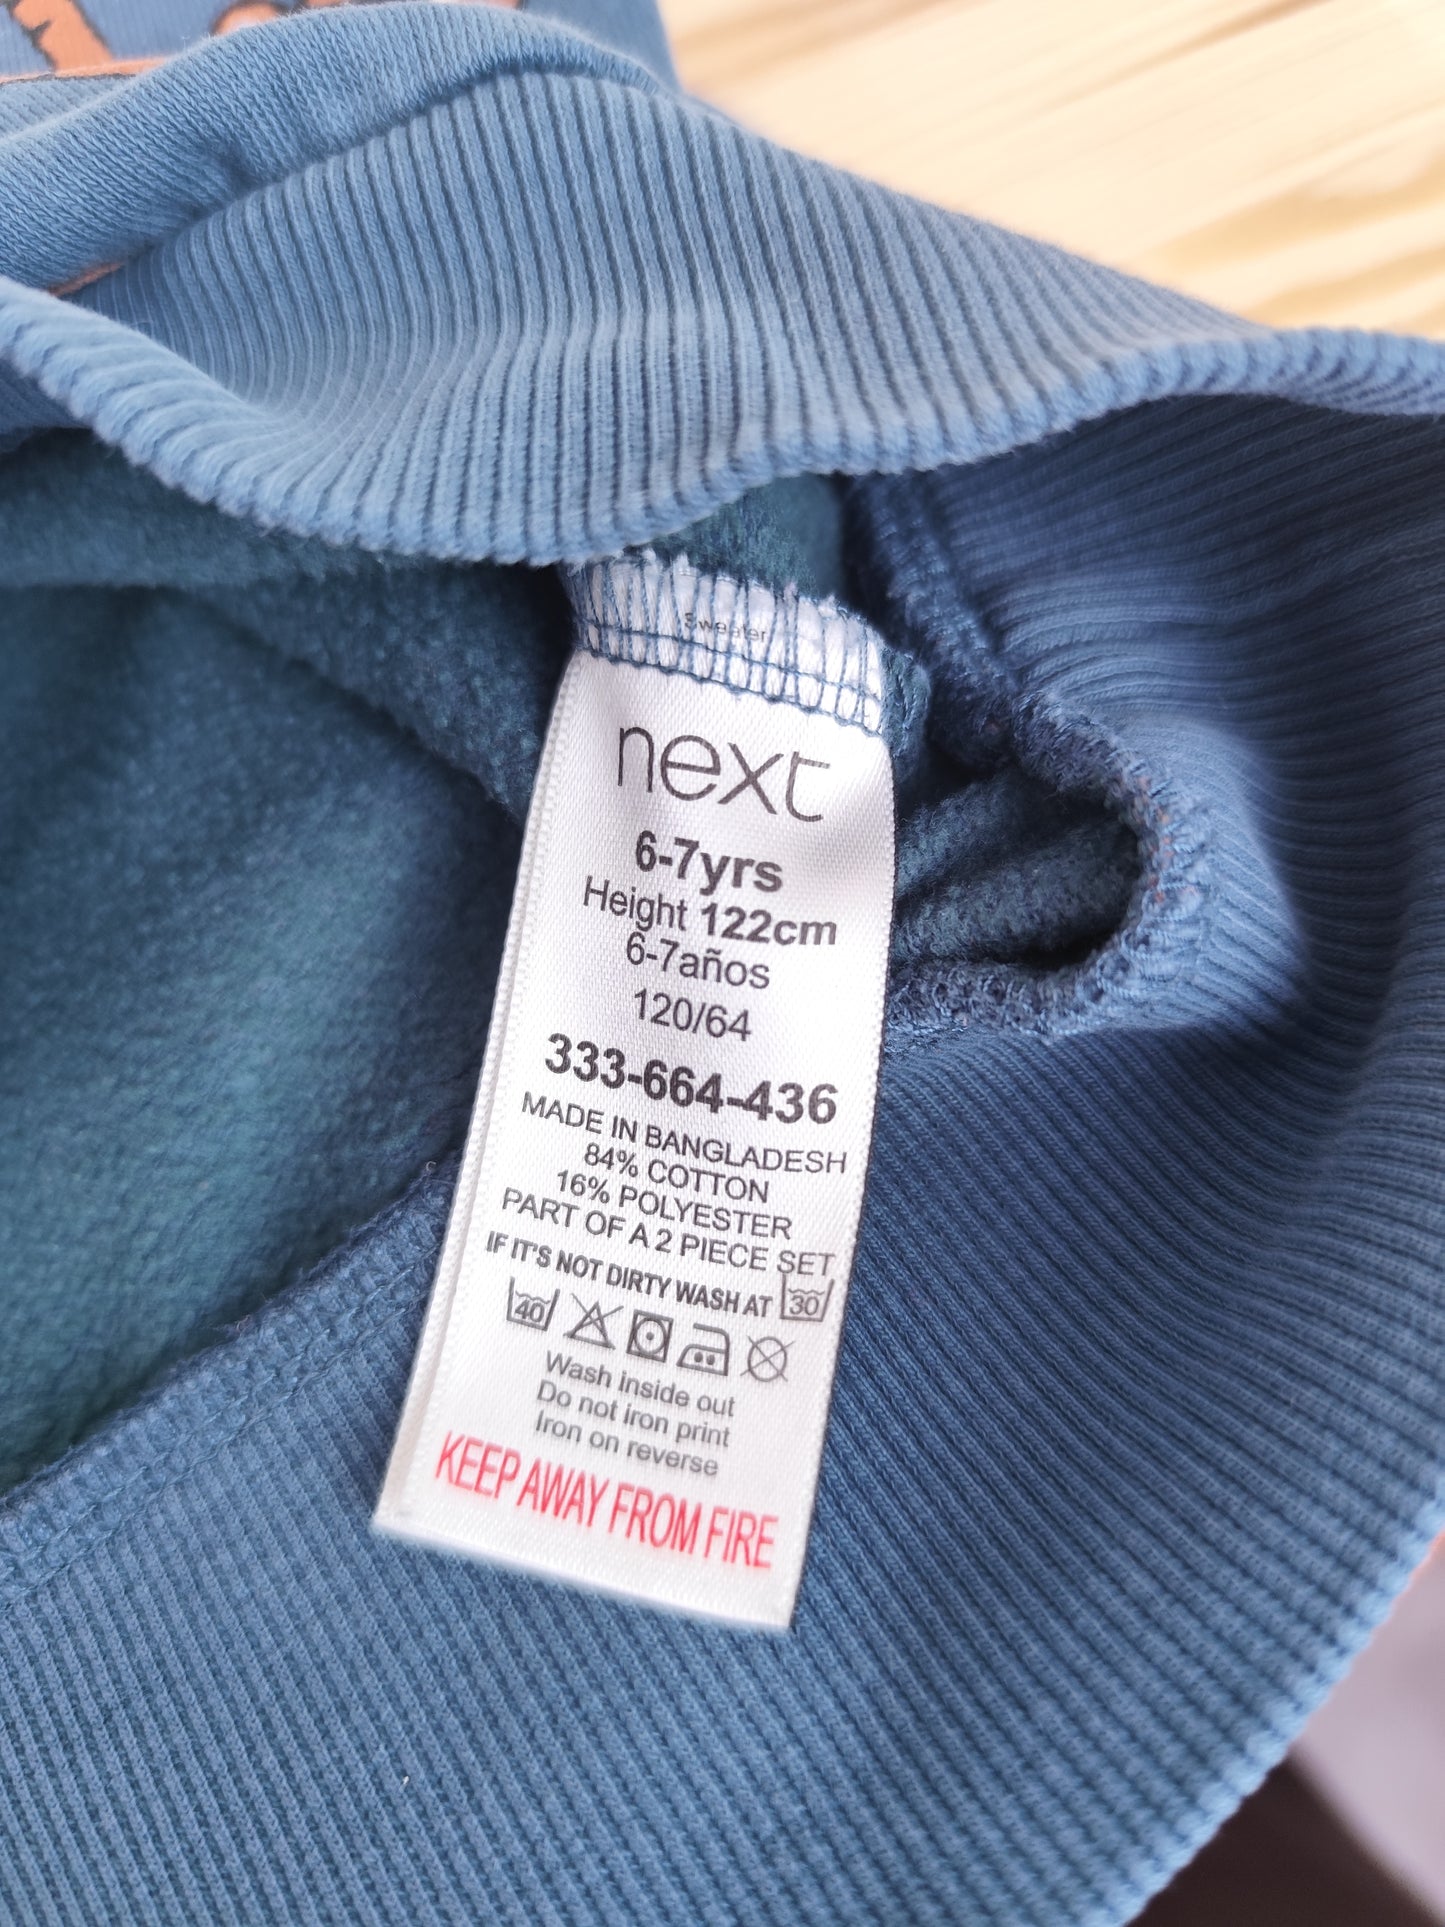 Sweater
next
6-7yrs
Height 122cm
6-7años
120/64
333-664-436
MADE IN BANGLADESH
84% COTTON
16% POLYESTER
PART OF A 2 PIECE SET
IF IT'S NOT DIRTY WASH AT 30
40
Wash inside out
Do not iron print
Iron on reverse
KEEP AWAY FROM FIRE